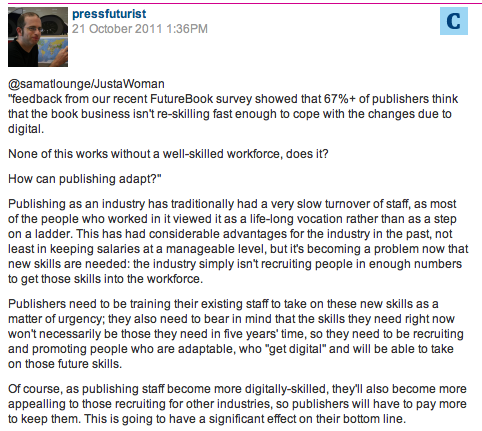 pressfuturist
21 October 2011 1:36PM
C
@samatlounge/JustaWoman
"feedback from our recent FutureBook survey showed that 67%+ of publishers think
that the book business isn't re-skilling fast enough to cope with the changes due to
digital.
None of this works without a well-skilled workforce, does it?
How can publishing adapt?"
Publishing as an industry has traditionally had a very slow turnover of staff, as most
of the people who worked in it viewed it as a life-long vocation rather than as a step
on a ladder. This has had considerable advantages for the industry in the past, not
least in keeping salaries at a manageable level, but it's becoming a problem now that
new skills are needed: the industry simply isn't recruiting people in enough numbers
to get those skills into the workforce.
Publishers need to be training their existing staff to take on these new skills as a
matter of urgency; they also need to bear in mind that the skills they need right now
won't necessarily be those they need in five years' time, so they need to be recruiting
and promoting people who are adaptable, who "get digital" and will be able to take
on those future skills.
Of course, as publishing staff become more digitally-skilled, they'll also become more
appealling to those recruiting for other industries, so publishers will have to pay more
to keep them. This is going to have a significant effect on their bottom line.